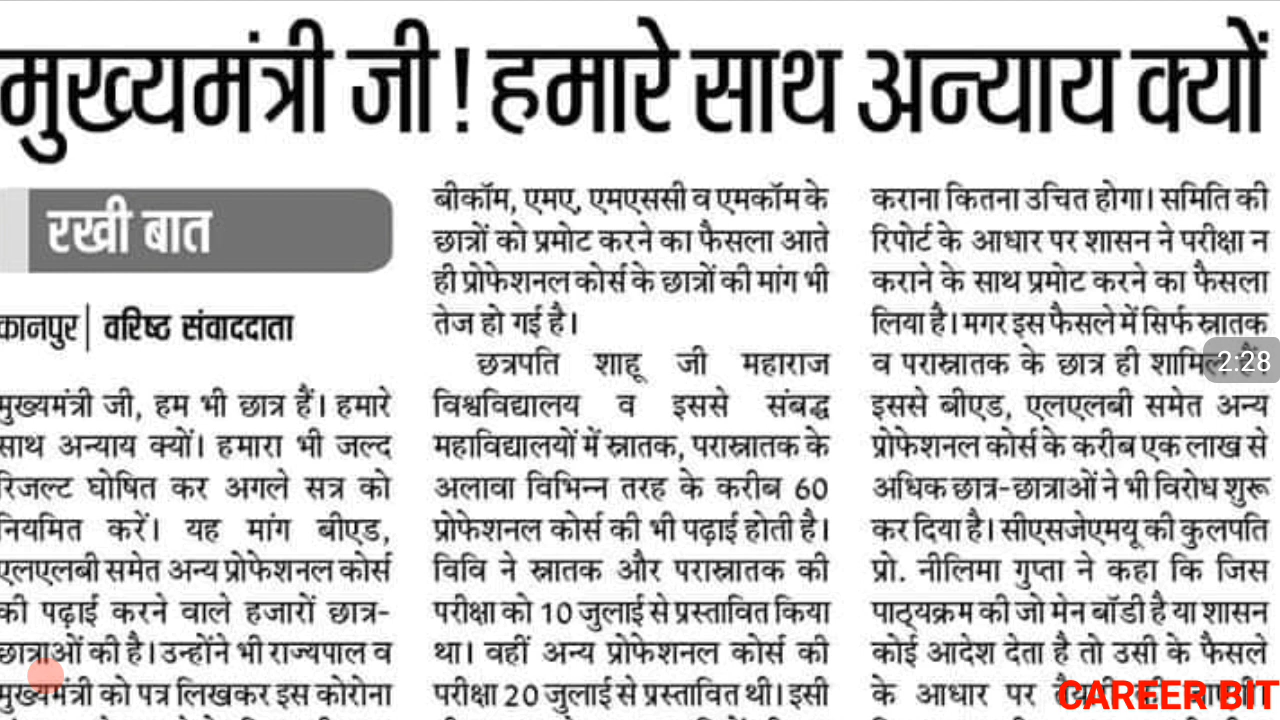 मुख्यमंत्री जी! हमारे साथ अन्याय क्यों
रखी बात
कानपुर | वरिष्ट संवाददाता
मुख्यमंत्री जी, हम भी छात्र हैं। हमारे
साथ अन्याय क्यों। हमारा भी जल्द
रिजल्ट घोषित कर अगले सत्र को
नियमित करें। यह मांग बीएड,
एलएलबी समेत अन्य प्रोफेशनल कोर्स
की पढ़ाई करने वाले हजारों छात्र-
छात्राओं की है। उन्होंने भी राज्यपाल व
मुख्यमंत्री को पत्र लिखकर इस कोरोना
बीकॉम, एमए, एमएससी व एमकॉम के
छात्रों को प्रमोट करने का फैसला आते
ही प्रोफेशनल कोर्स के छात्रों की मांग भी
तेज हो गई है।
छत्रपति शाहू जी महाराज
विश्वविद्यालय व इससे संबद्ध
महाविद्यालयों में स्नातक, परास्नातक के
अलावा विभिन्न तरह के करीब 60
प्रोफेशनल कोर्स की भी पढ़ाई होती है।
विवि ने स्नातक और परास्नातक की
परीक्षा को 10 जुलाई से प्रस्तावित किया
था। वहीं अन्य प्रोफेशनल कोर्स की
परीक्षा 20 जुलाई से प्रस्तावित थी। इसी
कराना कितना उचित होगा। समिति की
रिपोर्ट के आधार पर शासन ने परीक्षा न
कराने के साथ प्रमोट करने का फैसला
लिया है। मगर इस फैसले में सिर्फ स्नातक
व परास्नातक के छात्र ही शामिल हैं।
2:28
इससे बीएड, एलएलबी समेत अन्य
प्रोफेशनल कोर्स के करीब एक लाख से
अधिक छात्र-छात्राओं ने भी विरोध शुरू
कर दिया है। सीएसजेएमयू की कुलपति
प्रो. नीलिमा गुप्ता ने कहा कि जिस
पाठ्यक्रम की जो मेन बॉडी है या शासन
कोई आदेश देता है तो उसी के फैसले
के आधार पर
CAREER BIT